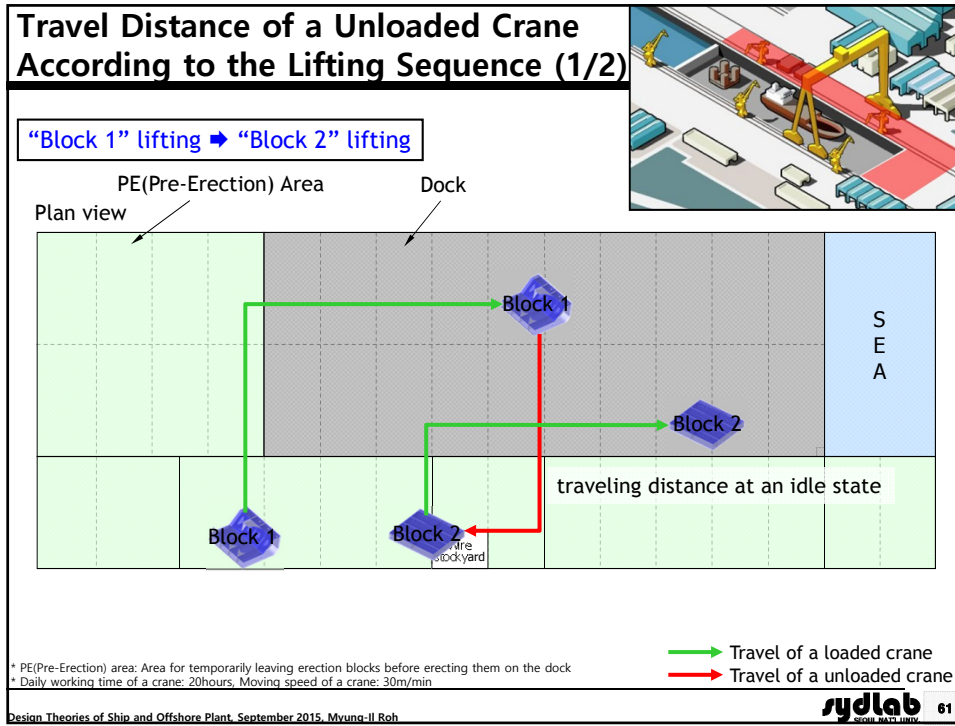 Travel Distance of a Unloaded Crane
According to the Lifting Sequence (1/2)
“Block 1” lifting ➡ “Block 2” lifting
PE(Pre-Erection) Area
Dock
Plan view
Block 1
S
E
A
Block 2
traveling distance at an idle state
Block 1
Block 2
Wire
stockyard
Travel of a loaded crane
Travel of a unloaded crane
* PE(Pre-Erection) area: Area for temporarily leaving erection blocks before erecting them on the dock
* Daily working time of a crane: 20hours, Moving speed of a crane: 30m/min
Design Theories of Ship and Offshore Plant, September 2015, Myung-Il Roh
sydlab
SEOUL NAT'L UNIV.
61